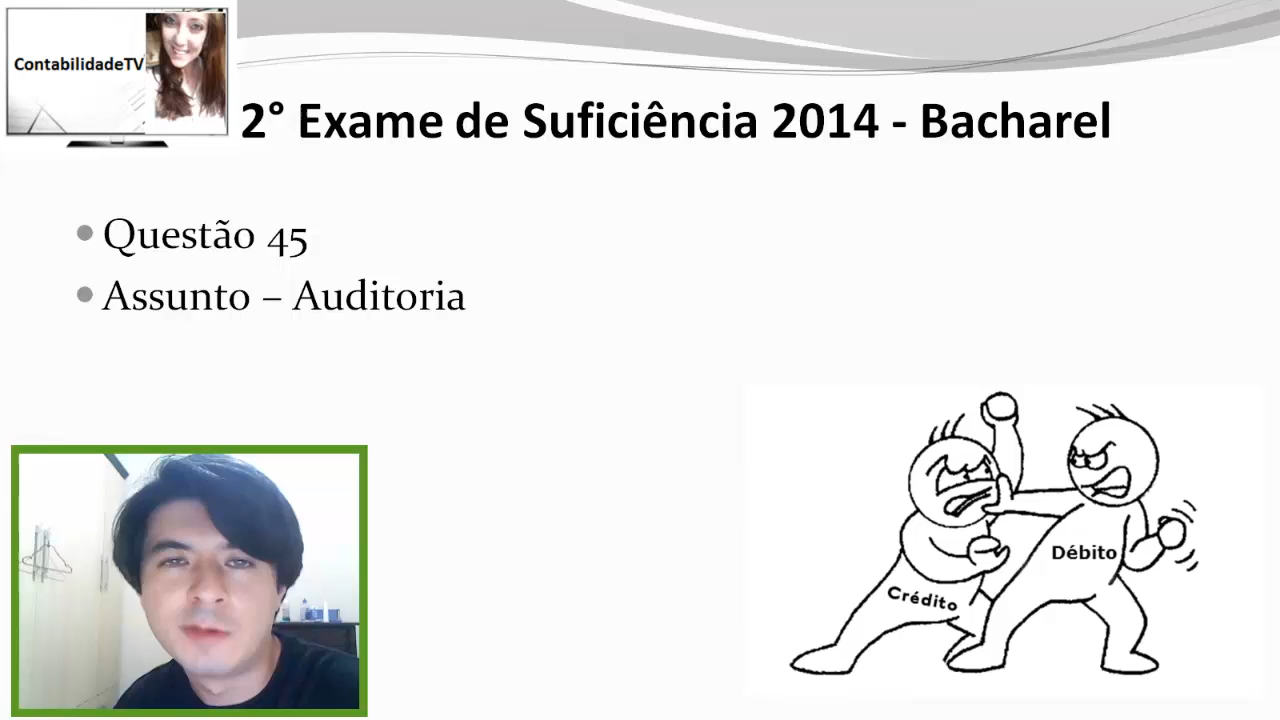 ContabilidadeTV
2° Exame de Suficiência 2014 - Bacharel
• Questão 45
• Assunto – Auditoria
Débito
Crédito